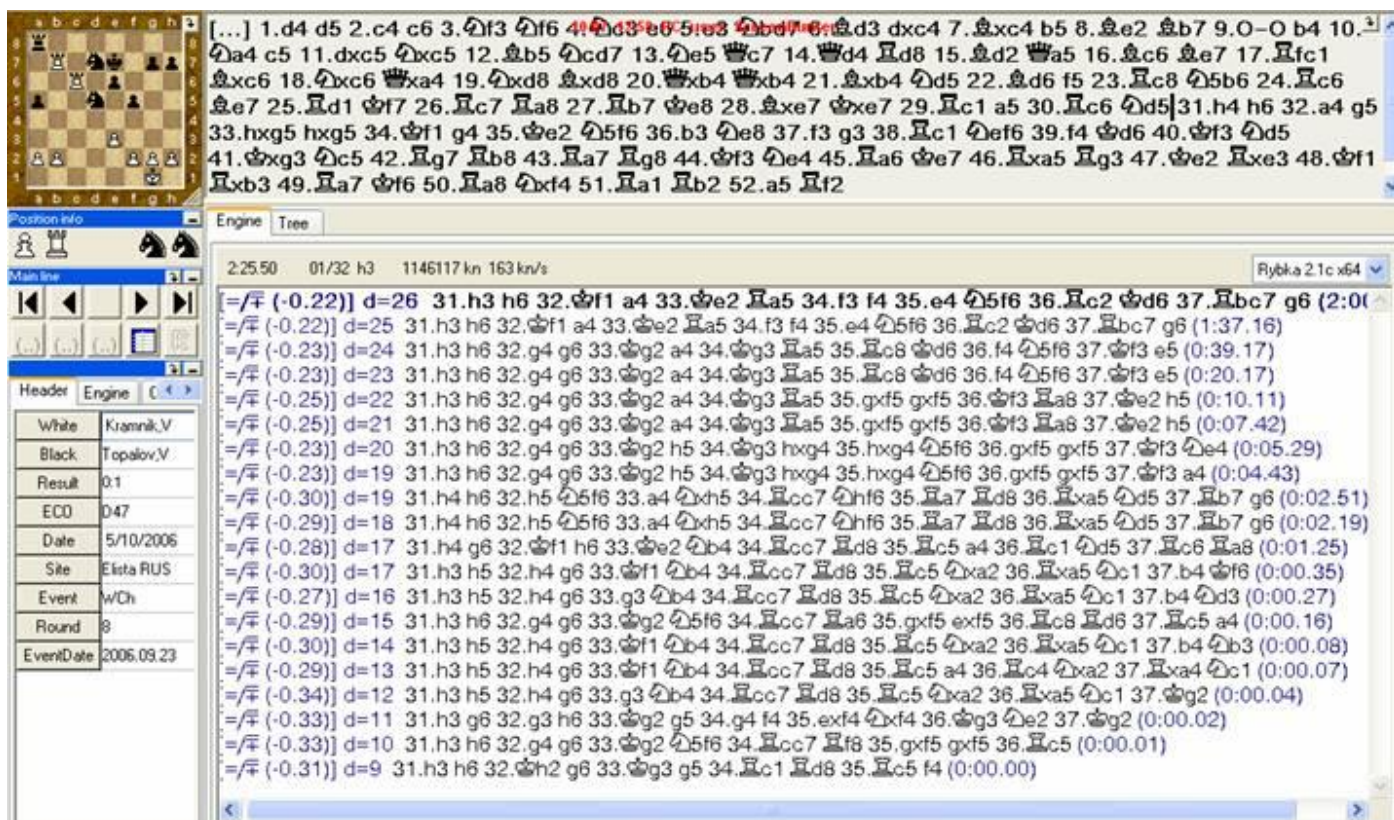 [...] 1.d4 d5 2.c4 c6 3.♘f3 ♘f6 e6 5.e3 ♗d3 dxc4 7.♗xc4 b5 8.♗e2 ♗b7 9.O-O b4 10.
♘a4 c5 11.dxc5 ♘xc5 12.♗b5 ♘cd7 13.♘e5 ♛c7 14.♛d4 ♖d8 15.♗d2 ♛a5 16.♗c6 ♗e7 17.♖fc1
♗xc6 18.♘xc6 ♛xa4 19.♘xd8 ♗xd8 20.♛xb4 ♛xb4 21.♗xb4 ♘d5 22.♗d6 f5 23.♖c8 ♘5b6 24.♖c6
♗e7 25.♖d1 ♔f7 26.♖c7 ♖a8 27.♖b7 ♔e8 28.♗xe7 ♔xe7 29.♖c1 a5 30.♖c6 ♘d5 31.h4 h6 32.a4 g5
33.hxg5 hxg5 34.♔f1 g4 35.♔e2 ♘5f6 36.b3 ♘e8 37.f3 g3 38.♖c1 ♘ef6 39.f4 ♔d6 40.♔f3 ♘d5
41.♔xg3 ♘c5 42.♖g7 ♖b8 43.♖a7 ♖g8 44.♔f3 ♘e4 45.♖a6 ♔e7 46.♖xa5 ♖g3 47.♔e2 ♖xe3 48.♔f1
♖xb3 49.♖a7 ♔f6 50.♖a8 ♘xf4 51.♖a1 ♖b2 52.a5 ♖f2
a b c d e f g h
8
7
6
5
4
3
2
1
a b c d e f g h
Position info
Main line
(...) (...) (...)
Header Engine
White Kramnik,V
Black Topalov,V
Result 0:1
ECO D47
Date 5/10/2006
Site Elista RUS
Event WCh
Round 8
EventDate 2006.09.23
Engine Tree
2:25.50 01/32 h3 1146117 kn 163 kn/s Rybka 2.1c x64
[=/∓ (-0.22)] d=26 31.h3 h6 32.♔f1 a4 33.♔e2 ♖a5 34.f3 f4 35.e4 ♘5f6 36.♖c2 ♔d6 37.♖bc7 g6
[=/∓ (-0.22)] d=25 31.h3 h6 32.♔f1 a4 33.♔e2 ♖a5 34.f3 f4 35.e4 ♘5f6 36.♖c2 ♔d6 37.♖bc7 g6 (1:37.16)
[=/∓ (-0.23)] d=24 31.h3 h6 32.g4 g6 33.♔g2 a4 34.♔g3 ♖a5 35.♖c8 ♔d6 36.f4 ♘5f6 37.♔f3 e5 (0:39.17)
[=/∓ (-0.23)] d=23 31.h3 h6 32.g4 g6 33.♔g2 a4 34.♔g3 ♖a5 35.♖c8 ♔d6 36.f4 ♘5f6 37.♔f3 e5 (0:20.17)
[=/∓ (-0.25)] d=22 31.h3 h6 32.g4 g6 33.♔g2 a4 34.♔g3 ♖a5 35.gxf5 gxf5 36.♔f3 ♖a8 37.♔e2 h5 (0:10.11)
[=/∓ (-0.25)] d=21 31.h3 h6 32.g4 g6 33.♔g2 a4 34.♔g3 ♖a5 35.gxf5 gxf5 36.♔f3 ♖a8 37.♔e2 h5 (0:07.42)
[=/∓ (-0.23)] d=20 31.h3 h6 32.g4 g6 33.♔g2 h5 34.♔g3 hxg4 35.hxg4 ♘5f6 36.gxf5 gxf5 37.♔f3 ♘e4 (0:05.29)
[=/∓ (-0.23)] d=19 31.h3 h6 32.g4 g6 33.♔g2 h5 34.♔g3 hxg4 35.hxg4 ♘5f6 36.gxf5 gxf5 37.♔f3 a4 (0:04.43)
[=/∓ (-0.30)] d=19 31.h4 h6 32.h5 ♘5f6 33.a4 ♘xh5 34.♖cc7 ♘hf6 35.♖a7 ♖d8 36.♖xa5 ♘d5 37.♖b7 g6 (0:02.51)
[=/∓ (-0.29)] d=18 31.h4 h6 32.h5 ♘5f6 33.a4 ♘xh5 34.♖cc7 ♘hf6 35.♖a7 ♖d8 36.♖xa5 ♘d5 37.♖b7 g6 (0:02.19)
[=/∓ (-0.28)] d=17 31.h4 g6 32.♔f1 h6 33.♔e2 ♘b4 34.♖cc7 ♖d8 35.♖c5 a4 36.♖c1 ♘d5 37.♖c6 ♖a8 (0:01.25)
[=/∓ (-0.30)] d=17 31.h3 h5 32.h4 g6 33.♔f1 ♘b4 34.♖cc7 ♖d8 35.♖c5 ♘xa2 36.♖xa5 ♘c1 37.b4 ♔f6 (0:00.35)
[=/∓ (-0.27)] d=16 31.h3 h5 32.h4 g6 33.g3 ♘b4 34.♖cc7 ♖d8 35.♖c5 ♘xa2 36.♖xa5 ♘c1 37.b4 ♘d3 (0:00.27)
[=/∓ (-0.29)] d=15 31.h3 h6 32.g4 g6 33.♔g2 ♘5f6 34.♖cc7 ♖a6 35.gxf5 exf5 36.♖c8 ♖d6 37.♖c5 a4 (0:00.16)
[=/∓ (-0.30)] d=14 31.h3 h5 32.h4 g6 33.♔f1 ♘b4 34.♖cc7 ♖d8 35.♖c5 ♘xa2 36.♖xa5 ♘c1 37.b4 ♘b3 (0:00.08)
[=/∓ (-0.29)] d=13 31.h3 h5 32.h4 g6 33.♔f1 ♘b4 34.♖cc7 ♖d8 35.♖c5 a4 36.♖c4 ♘xa2 37.♖xa4 ♘c1 (0:00.07)
[=/∓ (-0.34)] d=12 31.h3 h5 32.h4 g6 33.g3 ♘b4 34.♖cc7 ♖d8 35.♖c5 ♘xa2 36.♖xa5 ♘c1 37.♔g2 (0:00.04)
[=/∓ (-0.33)] d=11 31.h3 g6 32.g3 h6 33.♔g2 g5 34.g4 f4 35.exf4 ♘xf4 36.♔g3 ♘e2 37.♔g2 (0:00.02)
[=/∓ (-0.33)] d=10 31.h3 h6 32.g4 g6 33.♔g2 ♘5f6 34.♖cc7 ♖f8 35.gxf5 gxf5 36.♖c5 (0:00.01)
[=/∓ (-0.31)] d=9 31.h3 h6 32.♔h2 g6 33.♔g3 g5 34.♖c1 ♖d8 35.♖c5 f4 (0:00.00)